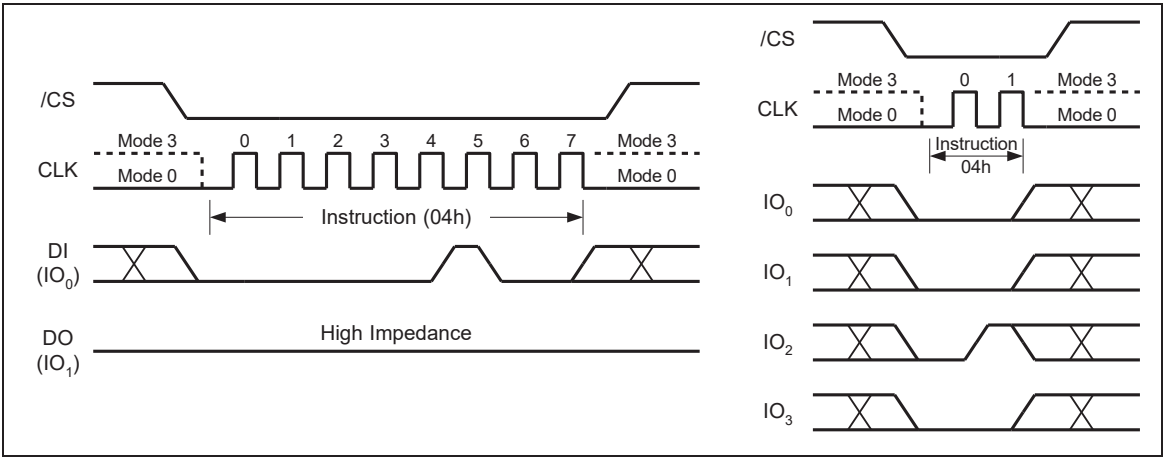 /CS
Mode 3 0 1 2 3 4 5 6 7 Mode 3
CLK
Mode 0 Mode 0
Instruction (04h)
DI
(IO0)
High Impedance
DO
(IO1)
/CS
Mode 3 0 1 Mode 3
CLK
Mode 0 Mode 0
Instruction
04h
IO0
IO1
IO2
IO3